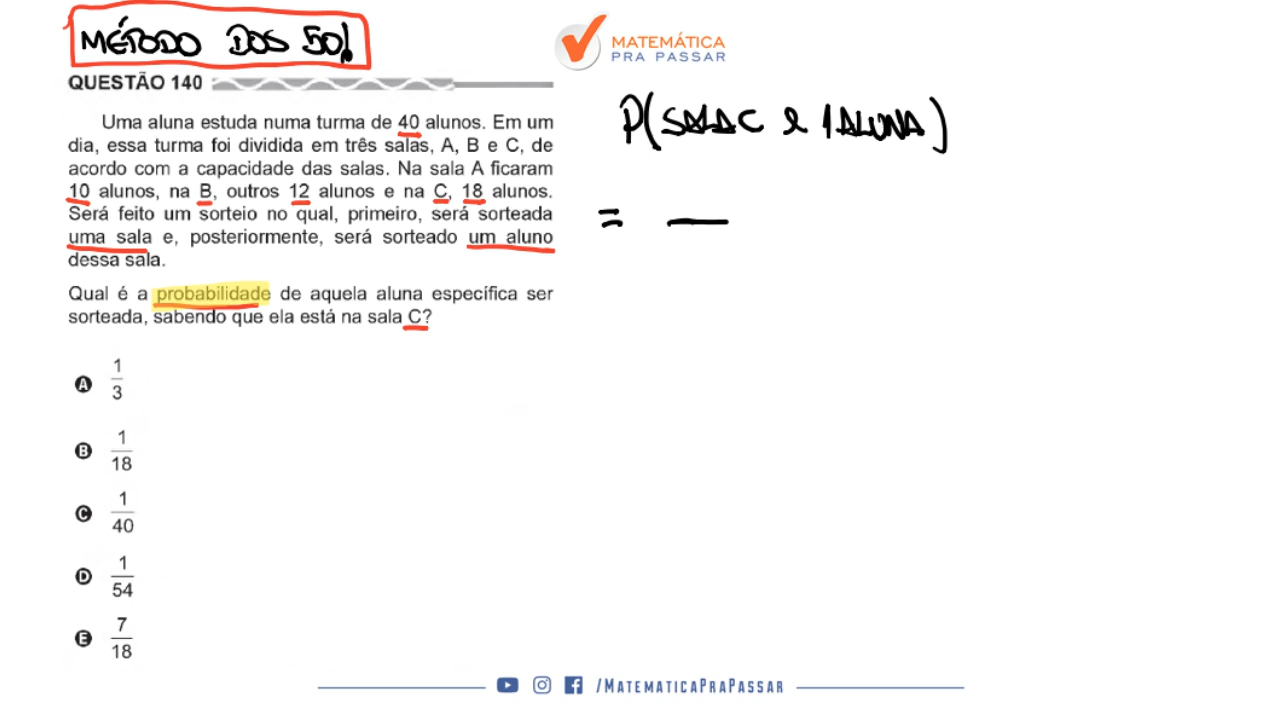 MÉTODO DOS 50%
MATEMÁTICA
PRA PASSAR
QUESTÃO 140
Uma aluna estuda numa turma de 40 alunos. Em um
dia, essa turma foi dividida em três salas, A, B e C, de
acordo com a capacidade das salas. Na sala A ficaram
10 alunos, na B, outros 12 alunos e na C, 18 alunos.
Será feito um sorteio no qual, primeiro, será sorteada
uma sala e, posteriormente, será sorteado um aluno
dessa sala.
Qual é a probabilidade de aquela aluna específica ser
sorteada, sabendo que ela está na sala C?
P(SALA C e 1 ALUNA)
= —
A 1/3
B 1/18
C 1/40
D 1/54
E 7/18
/MATEMATICAPRAPASSAR